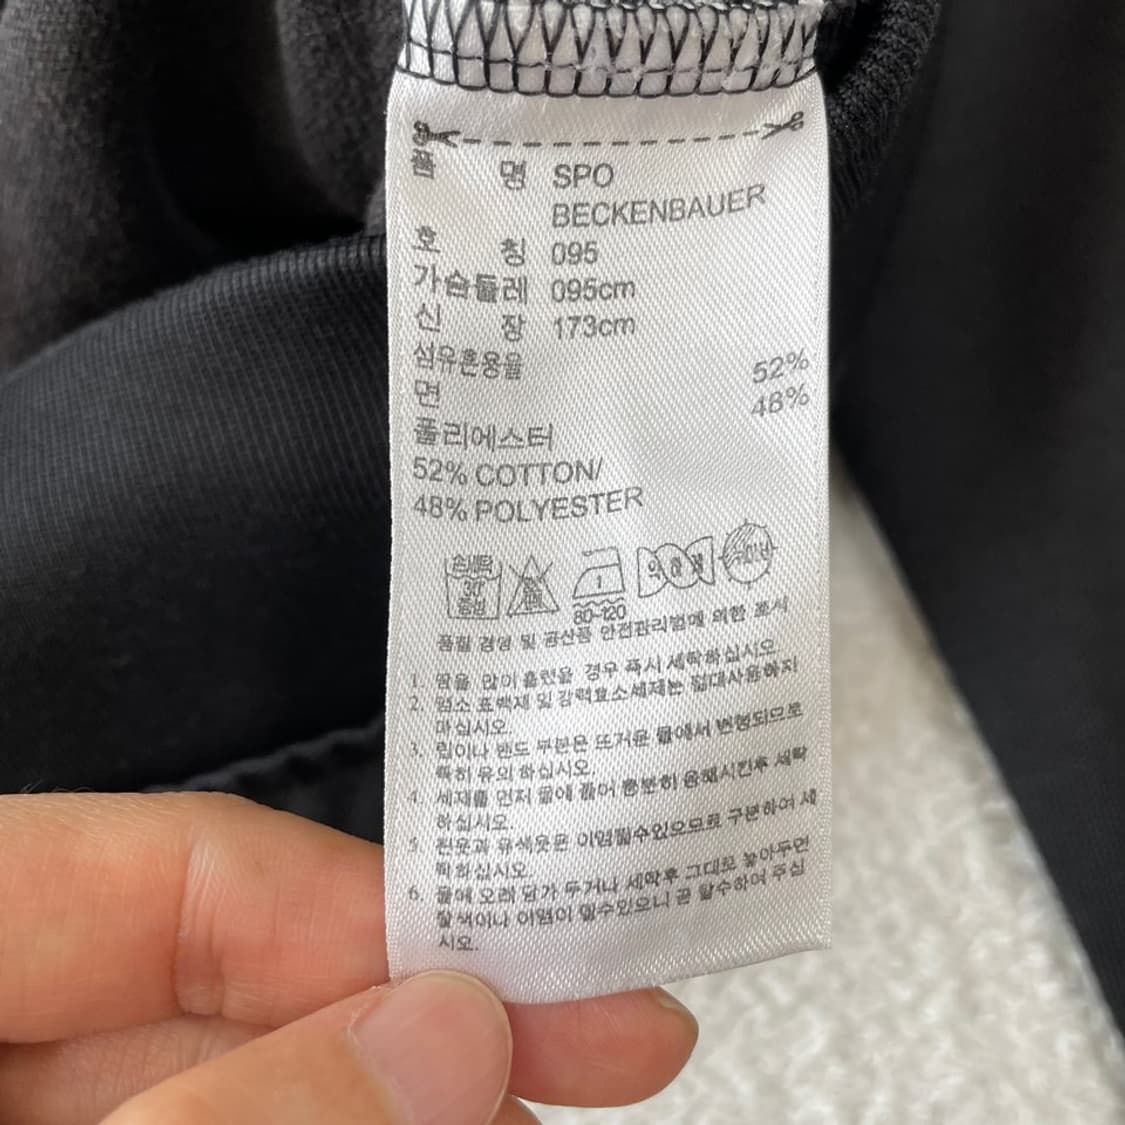 품 명 SPO
BECKENBAUER
호 칭 095
가슴둘레 095cm
신 장 173cm
섬유혼용율
면 52%
폴리에스터 48%
52% COTTON/
48% POLYESTER
손세탁
30°
중성
1
80~120
품질 경영 및 공산품 안전관리법에 의한 표시
1. 땀을 많이 흘렸을 경우 즉시 세탁하십시오
2. 염소 표백제 및 강력효소세제는 절대사용하지
마십시오.
3. 립이나 밴드 부분은 뜨거운 물에서 변형되므로
특히 유의 하십시오.
4. 세제를 먼저 물에 풀어 충분히 용해시킨후 세탁
하십시오
5. 흰옷과 유색옷은 이염될수있으므로 구분하여 세
탁하십시오.
6. 물에 오래 담가 두거나 세탁후 그대로 놓아두면
탈색이나 이염이 될수있으니 곧 탈수하여 주십
시오.